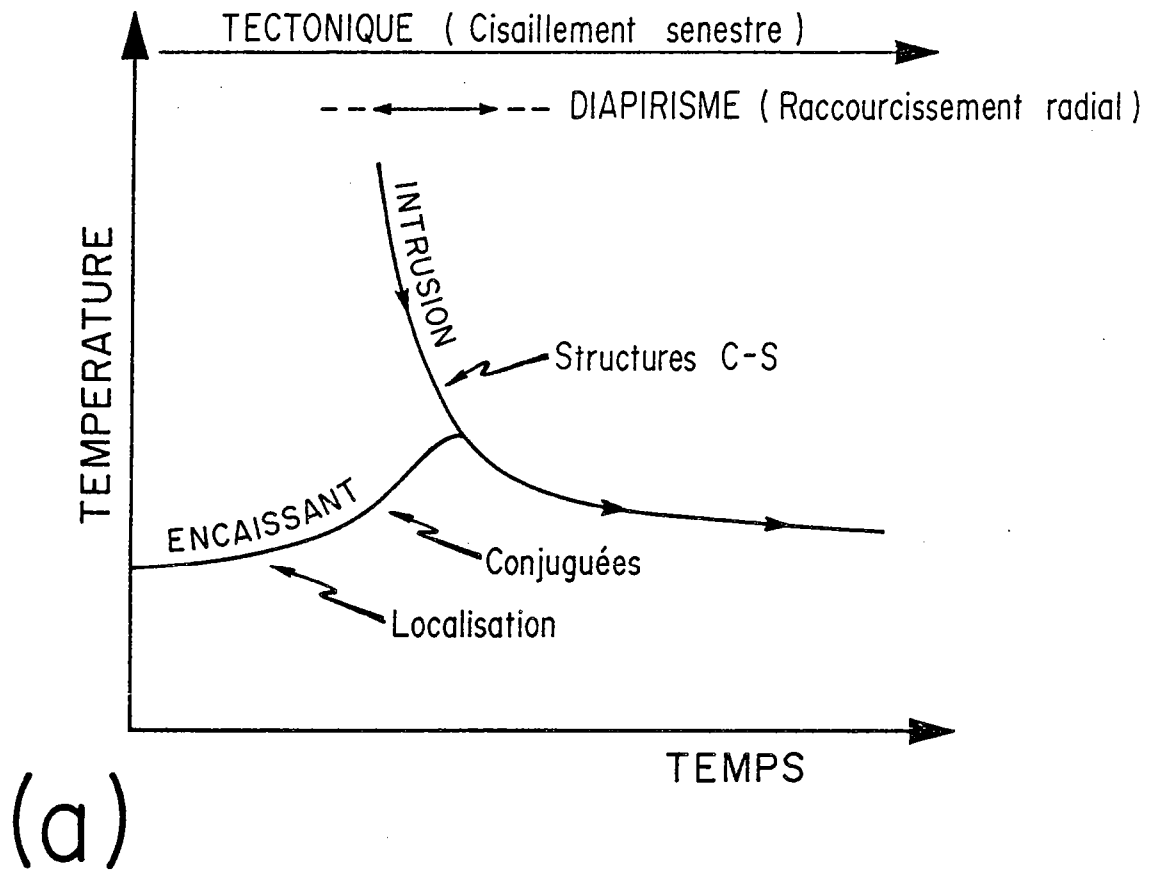 TECTONIQUE ( Cisaillement senestre )
DIAPIRISME ( Raccourcissement radial )
INTRUSION
TEMPERATURE
Structures C-S
ENCAISSANT
Conjuguées
Localisation
TEMPS
(a)